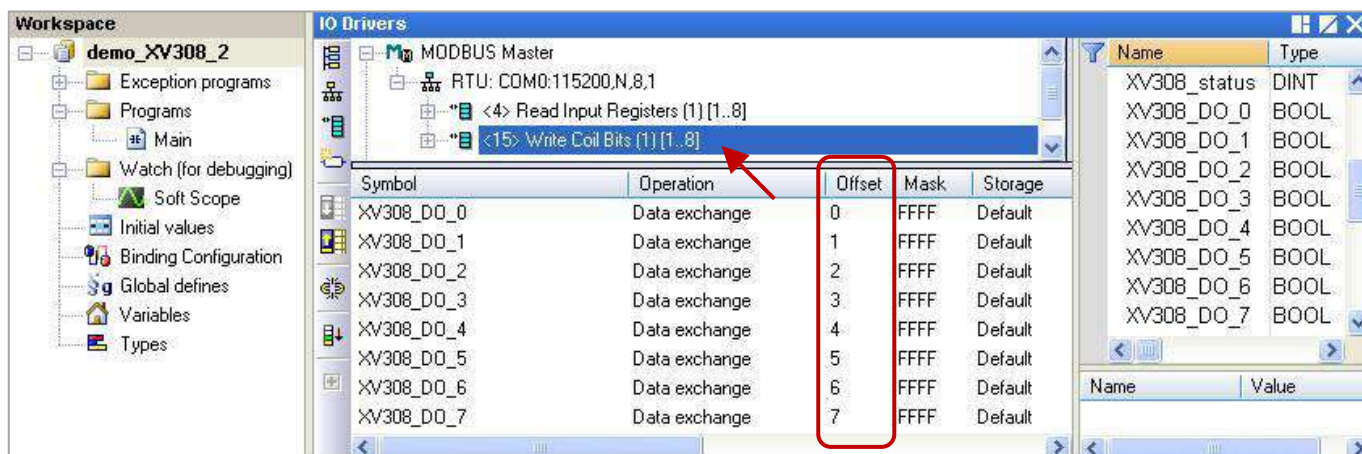 Workspace
demo_XV308_2
Exception programs
Programs
Main
Watch (for debugging)
Soft Scope
Initial values
Binding Configuration
Global defines
Variables
Types
IO Drivers
MODBUS Master
RTU: COM0:115200,N,8,1
<4> Read Input Registers (1) [1..8]
<15> Write Coil Bits (1) [1..8]
Symbol Operation Offset Mask Storage
XV308_DO_0 Data exchange 0 FFFF Default
XV308_DO_1 Data exchange 1 FFFF Default
XV308_DO_2 Data exchange 2 FFFF Default
XV308_DO_3 Data exchange 3 FFFF Default
XV308_DO_4 Data exchange 4 FFFF Default
XV308_DO_5 Data exchange 5 FFFF Default
XV308_DO_6 Data exchange 6 FFFF Default
XV308_DO_7 Data exchange 7 FFFF Default
Name Type
XV308_status DINT
XV308_DO_0 BOOL
XV308_DO_1 BOOL
XV308_DO_2 BOOL
XV308_DO_3 BOOL
XV308_DO_4 BOOL
XV308_DO_5 BOOL
XV308_DO_6 BOOL
XV308_DO_7 BOOL
Name Value